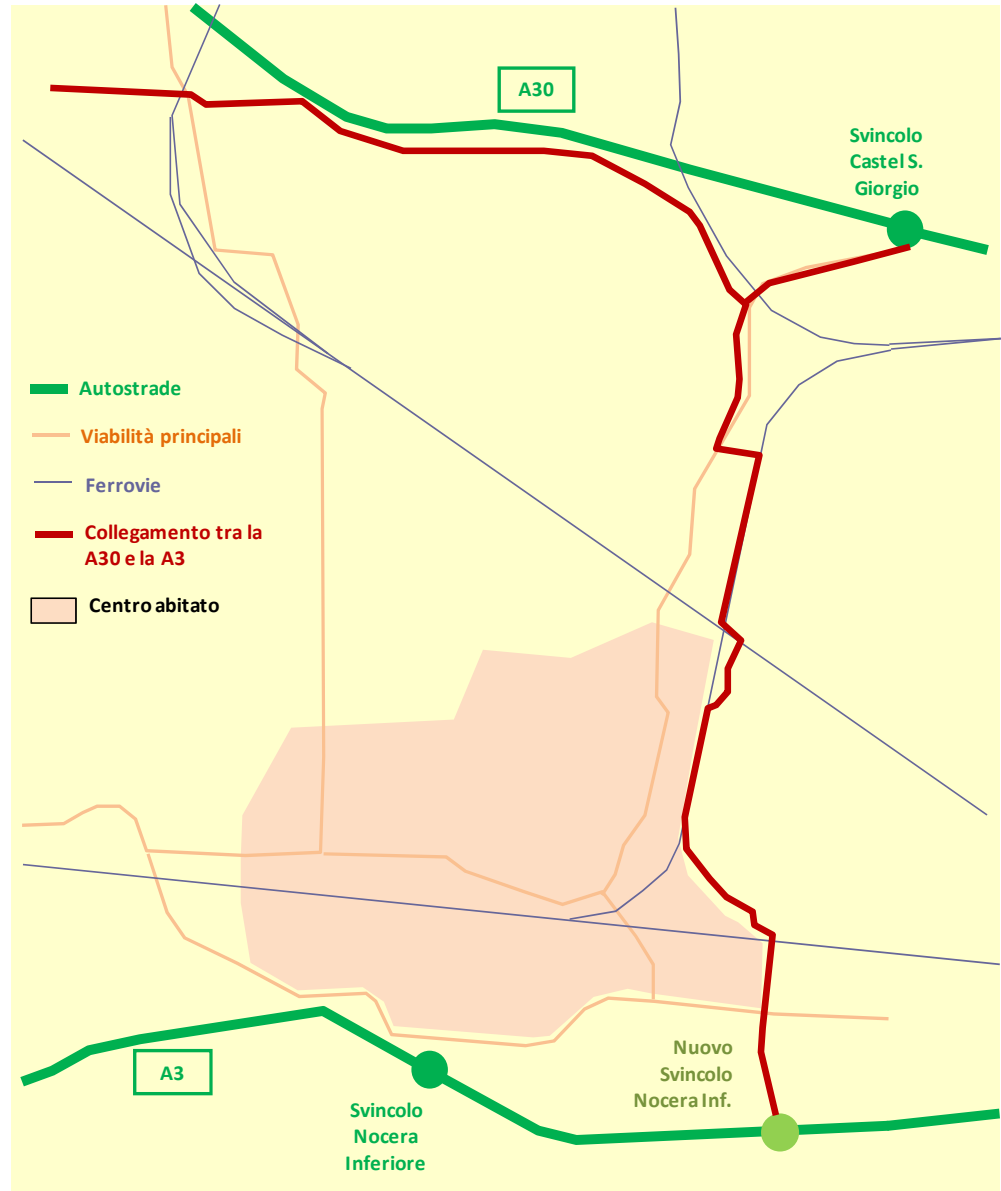 A30
Svincolo
Castel S.
Giorgio
Autostrade
Viabilità principali
Ferrovie
Collegamento tra la
A30 e la A3
Centro abitato
Nuovo
Svincolo
Nocera Inf.
A3
Svincolo
Nocera
Inferiore